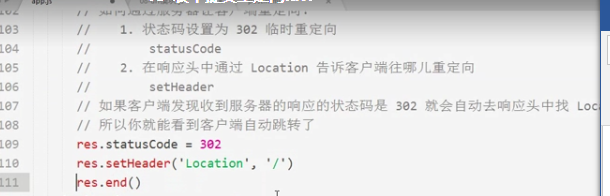 app.js
102 // 如何通过服务器让客户端重定向?
103 // 1. 状态码设置为 302 临时重定向
104 // statusCode
105 // 2. 在响应头中通过 Location 告诉客户端往哪儿重定向
106 // setHeader
107 // 如果客户端发现收到服务器的响应的状态码是 302 就会自动去响应头中找 Loca
108 // 所以你就能看到客户端自动跳转了
109 res.statusCode = 302
110 res.setHeader('Location', '/')
111 res.end()